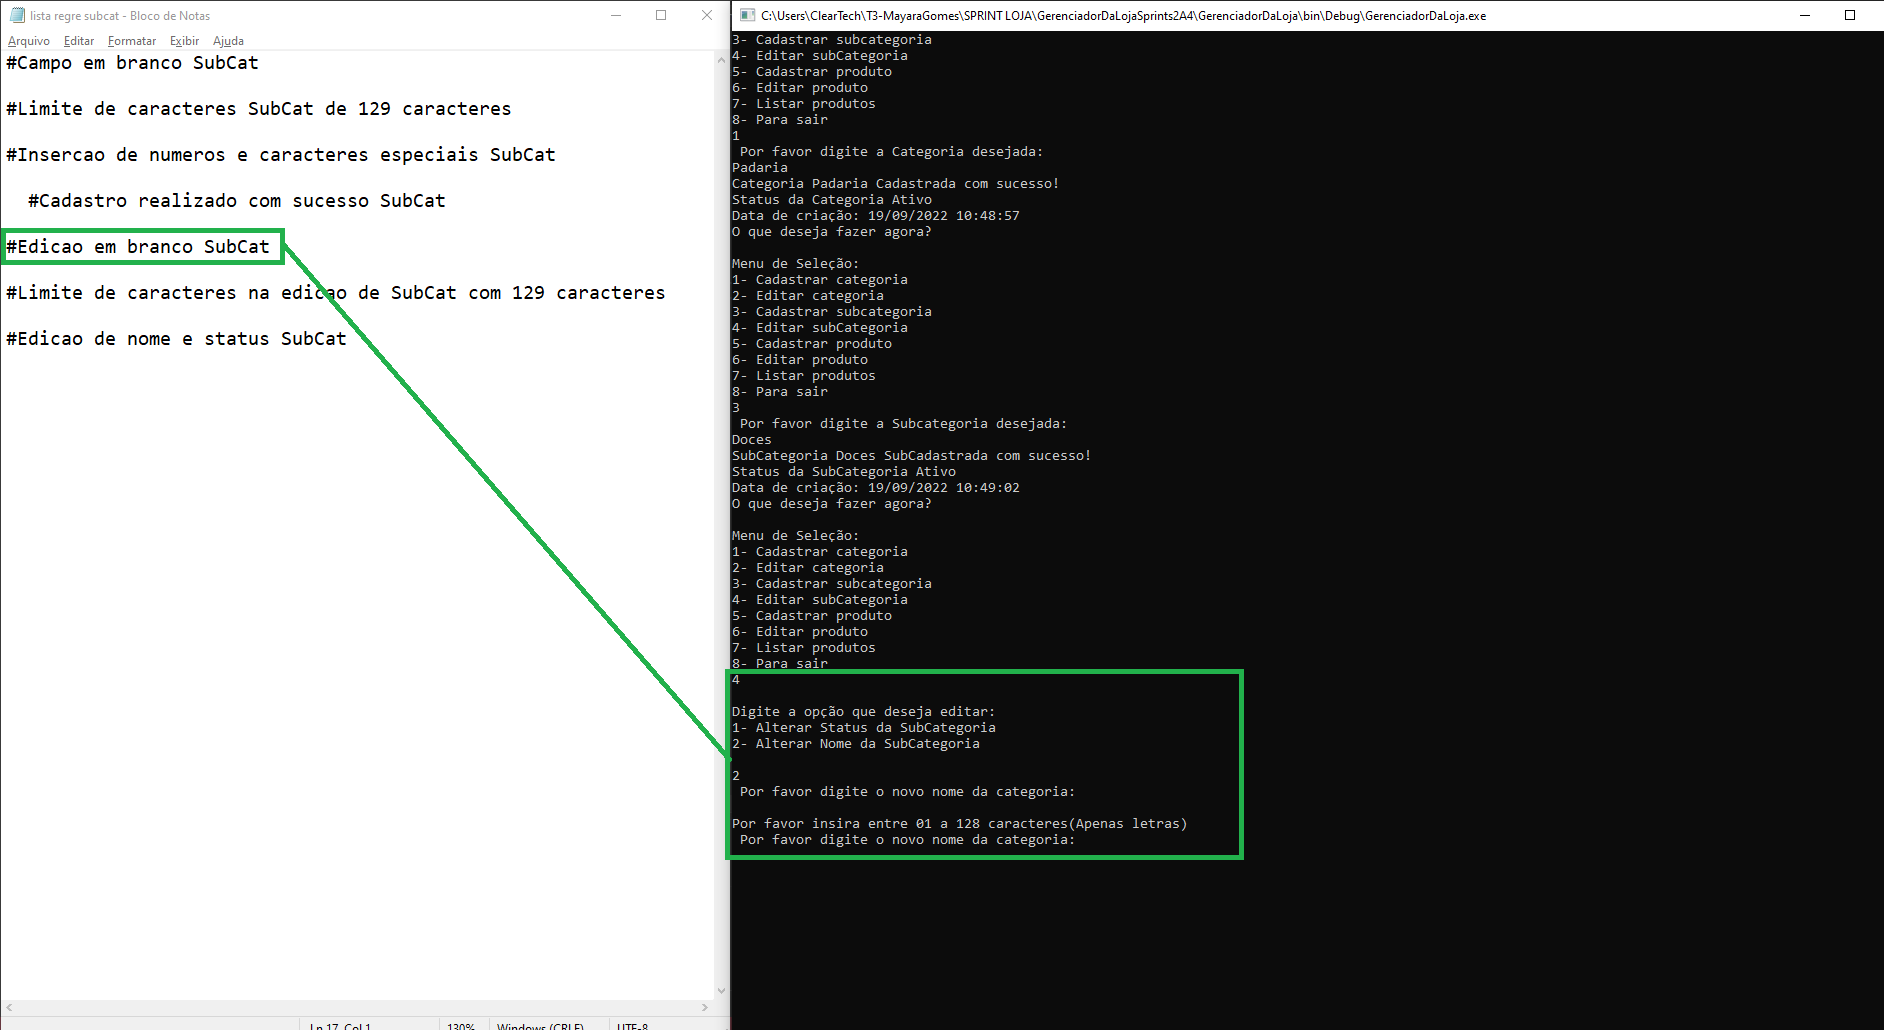 lista regre subcat - Bloco de Notas
Arquivo Editar Formatar Exibir Ajuda
#Campo em branco SubCat
#Limite de caracteres SubCat de 129 caracteres
#Insercao de numeros e caracteres especiais SubCat
#Cadastro realizado com sucesso SubCat
#Edicao em branco SubCat
#Limite de caracteres na edicao de SubCat com 129 caracteres
#Edicao de nome e status SubCat
Ln 17, Col 1 130% Windows (CRLF) UTF-8
C:\Users\ClearTech\T3-MayaraGomes\SPRINT LOJA\GerenciadorDaLojaSprints2A4\GerenciadorDaLoja\bin\Debug\GerenciadorDaLoja.exe
3- Cadastrar subcategoria
4- Editar subCategoria
5- Cadastrar produto
6- Editar produto
7- Listar produtos
8- Para sair
1
Por favor digite a Categoria desejada:
Padaria
Categoria Padaria Cadastrada com sucesso!
Status da Categoria Ativo
Data de criação: 19/09/2022 10:48:57
O que deseja fazer agora?
Menu de Seleção:
1- Cadastrar categoria
2- Editar categoria
3- Cadastrar subcategoria
4- Editar subCategoria
5- Cadastrar produto
6- Editar produto
7- Listar produtos
8- Para sair
3
Por favor digite a Subcategoria desejada:
Doces
SubCategoria Doces SubCadastrada com sucesso!
Status da SubCategoria Ativo
Data de criação: 19/09/2022 10:49:02
O que deseja fazer agora?
Menu de Seleção:
1- Cadastrar categoria
2- Editar categoria
3- Cadastrar subcategoria
4- Editar subCategoria
5- Cadastrar produto
6- Editar produto
7- Listar produtos
8- Para sair
4
Digite a opção que deseja editar:
1- Alterar Status da SubCategoria
2- Alterar Nome da SubCategoria
2
Por favor digite o novo nome da categoria:
Por favor insira entre 01 a 128 caracteres(Apenas letras)
Por favor digite o novo nome da categoria: